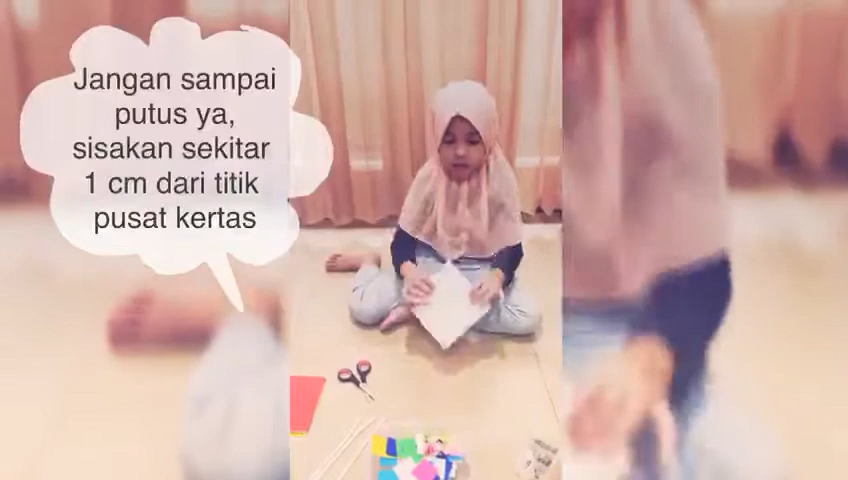 Jangan sampai
putus ya,
sisakan sekitar
1 cm dari titik
pusat kertas